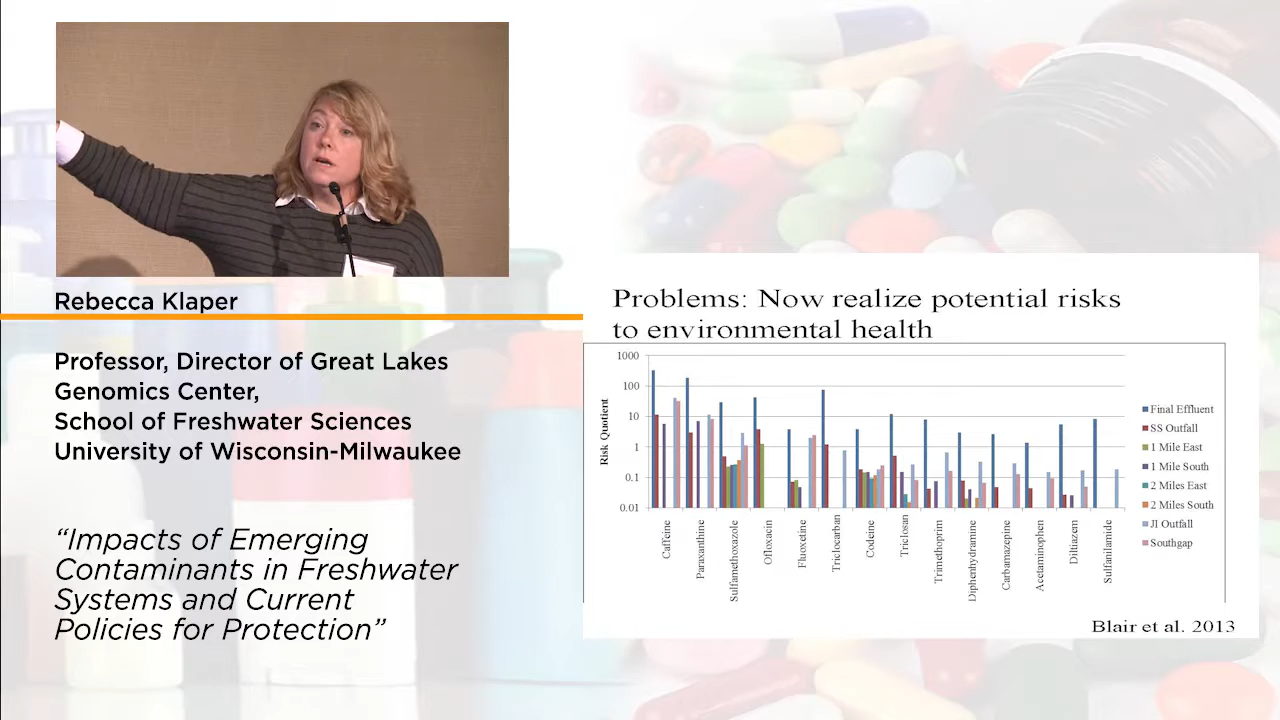 Rebecca Klaper
Professor, Director of Great Lakes
Genomics Center,
School of Freshwater Sciences
University of Wisconsin-Milwaukee
“Impacts of Emerging
Contaminants in Freshwater
Systems and Current
Policies for Protection”
Problems: Now realize potential risks
to environmental health
1000
100
10
1
0.1
0.01
Risk Quotient
Caffeine
Paraxanthine
Sulfamethoxazole
Ofloxacin
Fluoxetine
Triclocarban
Codeine
Triclosan
Trimethoprim
Diphenhydramine
Carbamazepine
Acetaminophen
Diltiazem
Sulfanilamide
Final Effluent
SS Outfall
1 Mile East
1 Mile South
2 Miles East
2 Miles South
JI Outfall
Southgap
Blair et al. 2013